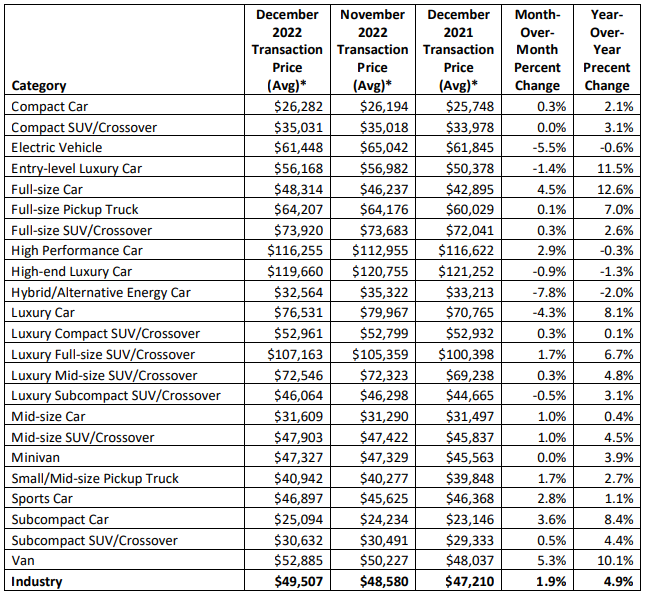 Category December 2022 Transaction Price (Avg)* November 2022 Transaction Price (Avg)* December 2021 Transaction Price (Avg)* Month-Over-Month Percent Change Year-Over-Year Precent Change
Compact Car $26,282 $26,194 $25,748 0.3% 2.1%
Compact SUV/Crossover $35,031 $35,018 $33,978 0.0% 3.1%
Electric Vehicle $61,448 $65,042 $61,845 -5.5% -0.6%
Entry-level Luxury Car $56,168 $56,982 $50,378 -1.4% 11.5%
Full-size Car $48,314 $46,237 $42,895 4.5% 12.6%
Full-size Pickup Truck $64,207 $64,176 $60,029 0.1% 7.0%
Full-size SUV/Crossover $73,920 $73,683 $72,041 0.3% 2.6%
High Performance Car $116,255 $112,955 $116,622 2.9% -0.3%
High-end Luxury Car $119,660 $120,755 $121,252 -0.9% -1.3%
Hybrid/Alternative Energy Car $32,564 $35,322 $33,213 -7.8% -2.0%
Luxury Car $76,531 $79,967 $70,765 -4.3% 8.1%
Luxury Compact SUV/Crossover $52,961 $52,799 $52,932 0.3% 0.1%
Luxury Full-size SUV/Crossover $107,163 $105,359 $100,398 1.7% 6.7%
Luxury Mid-size SUV/Crossover $72,546 $72,323 $69,238 0.3% 4.8%
Luxury Subcompact SUV/Crossover $46,064 $46,298 $44,665 -0.5% 3.1%
Mid-size Car $31,609 $31,290 $31,497 1.0% 0.4%
Mid-size SUV/Crossover $47,903 $47,422 $45,837 1.0% 4.5%
Minivan $47,327 $47,329 $45,563 0.0% 3.9%
Small/Mid-size Pickup Truck $40,942 $40,277 $39,848 1.7% 2.7%
Sports Car $46,897 $45,625 $46,368 2.8% 1.1%
Subcompact Car $25,094 $24,234 $23,146 3.6% 8.4%
Subcompact SUV/Crossover $30,632 $30,491 $29,333 0.5% 4.4%
Van $52,885 $50,227 $48,037 5.3% 10.1%
Industry $49,507 $48,580 $47,210 1.9% 4.9%